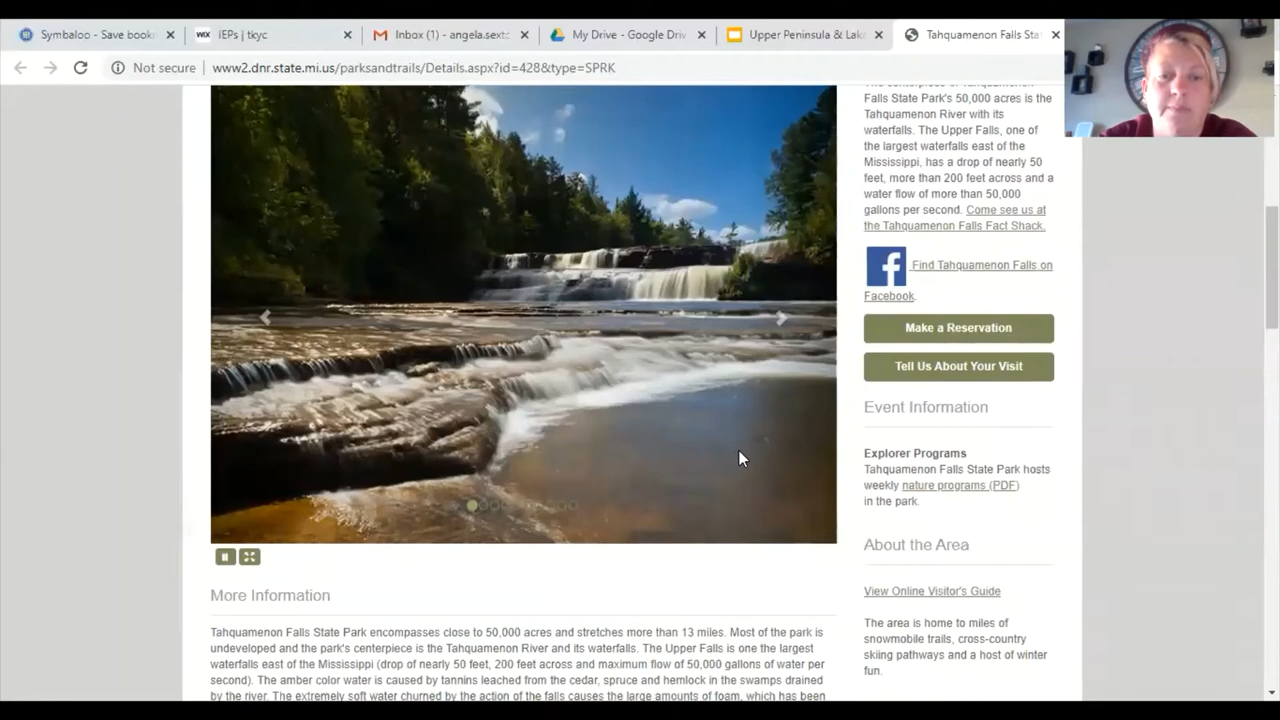 Symbaloo - Save book
WIX IEPs | tkyc
Inbox (1) - angela.sext
My Drive - Google Driv
Upper Peninsula & Lak
Tahquamenon Falls Sta
Not secure www2.dnr.state.mi.us/parksandtrails/Details.aspx?id=428&type=SPRK
Falls State Park's 50,000 acres is the
Tahquamenon River with its
waterfalls. The Upper Falls, one of
the largest waterfalls east of the
Mississippi, has a drop of nearly 50
feet, more than 200 feet across and a
water flow of more than 50,000
gallons per second. Come see us at
the Tahquamenon Falls Fact Shack.
f Find Tahquamenon Falls on
Facebook.
Make a Reservation
Tell Us About Your Visit
Event Information
Explorer Programs
Tahquamenon Falls State Park hosts
weekly nature programs (PDF)
in the park.
About the Area
View Online Visitor's Guide
The area is home to miles of
snowmobile trails, cross-country
skiing pathways and a host of winter
fun.
More Information
Tahquamenon Falls State Park encompasses close to 50,000 acres and stretches more than 13 miles. Most of the park is
undeveloped and the park's centerpiece is the Tahquamenon River and its waterfalls. The Upper Falls is one the largest
waterfalls east of the Mississippi (drop of nearly 50 feet, 200 feet across and maximum flow of 50,000 gallons of water per
second). The amber color water is caused by tannins leached from the cedar, spruce and hemlock in the swamps drained
by the river. The extremely soft water churned by the action of the falls causes the large amounts of foam, which has been